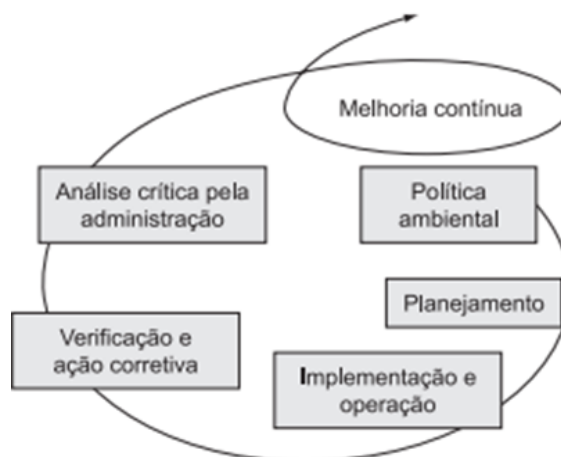 Melhoria contínua
Análise crítica pela
administração
Política
ambiental
Planejamento
Verificação e
ação corretiva
Implementação e
operação